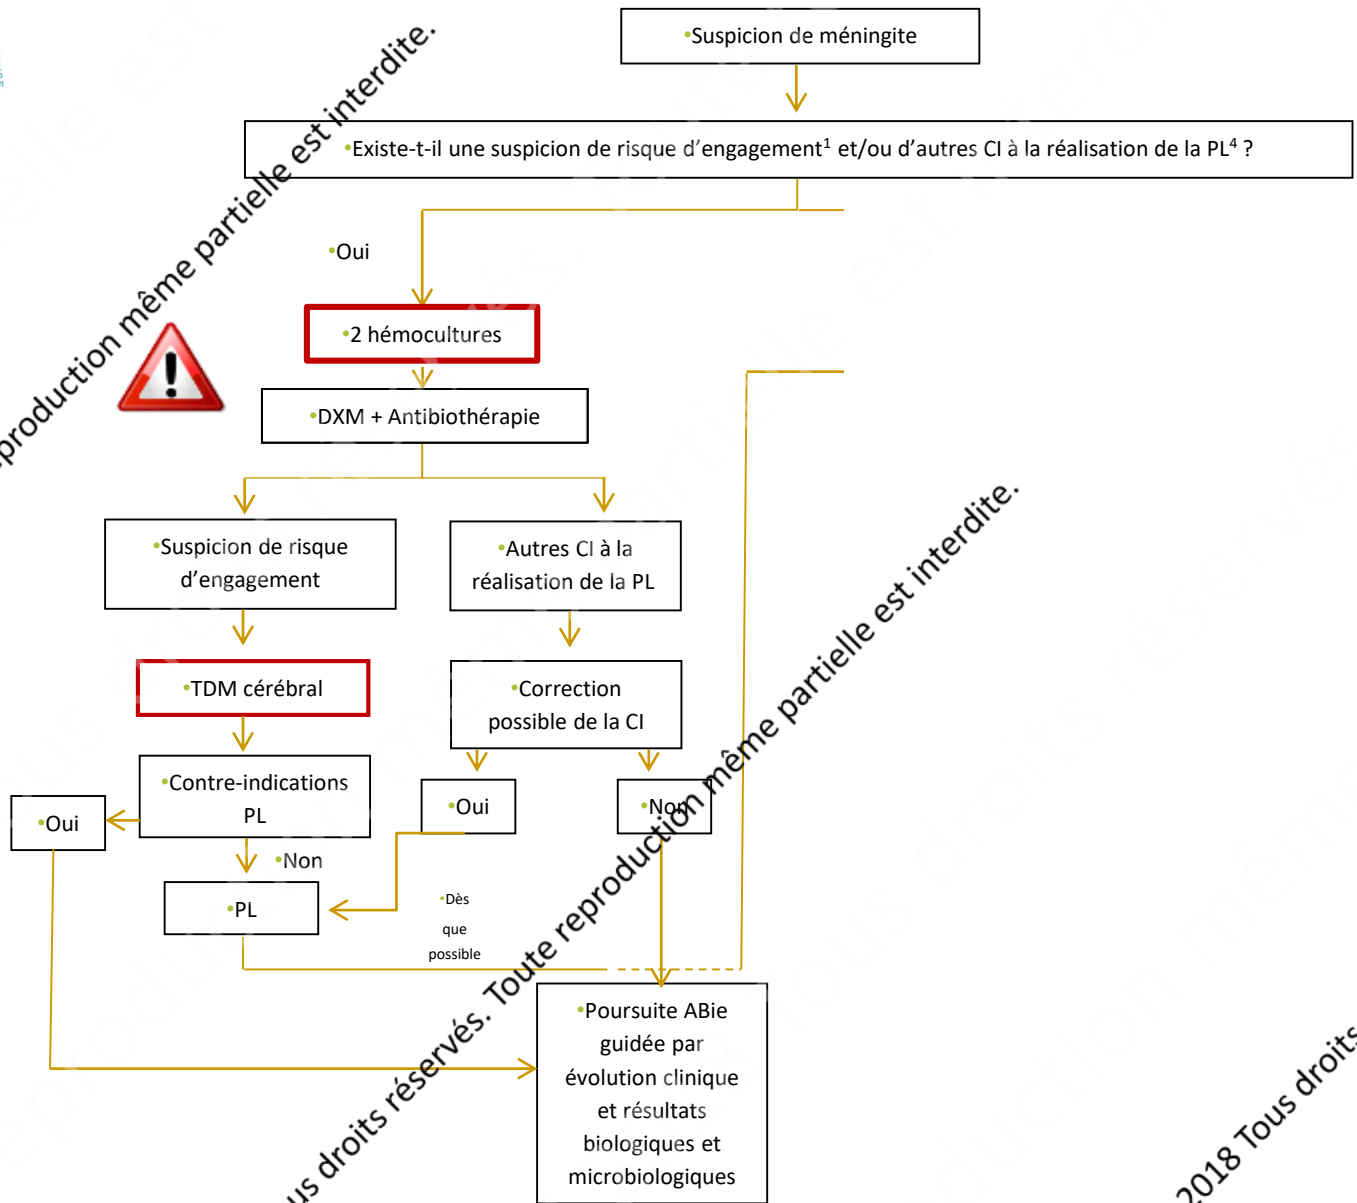 •Suspicion de méningite
•Existe-t-il une suspicion de risque d'engagement¹ et/ou d'autres CI à la réalisation de la PL⁴ ?
•Oui
•2 hémocultures
•DXM + Antibiothérapie
•Suspicion de risque
d'engagement
•Autres CI à la
réalisation de la PL
•TDM cérébral
•Correction
possible de la CI
•Contre-indications
PL
•Oui
•Oui
•Non
•Non
•PL
•Dès
que
possible
•Poursuite ABie
guidée par
évolution clinique
et résultats
biologiques et
microbiologiques
eproduction même partielle est interdite.
us droits réservés. Toute reproduction même partielle est interdite.
2018 Tous droits